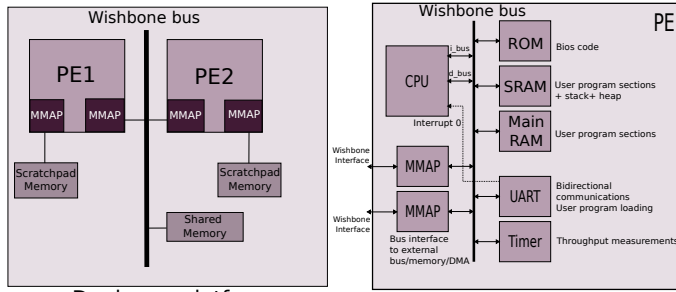 Wishbone bus
PE1
PE2
MMAP
MMAP
MMAP
MMAP
Scratchpad
Memory
Scratchpad
Memory
Shared
Memory
Wishbone bus
PE
CPU
i_bus
d_bus
Interrupt 0
ROM
Bios code
SRAM
User program sections
+ stack+ heap
Main
RAM
User program sections
Wishbone
Interface
MMAP
Wishbone
Interface
MMAP
Bus interface
to external
bus/memory/DMA
UART
Bidirectional
communications
User program loading
Timer
Throughput measurements